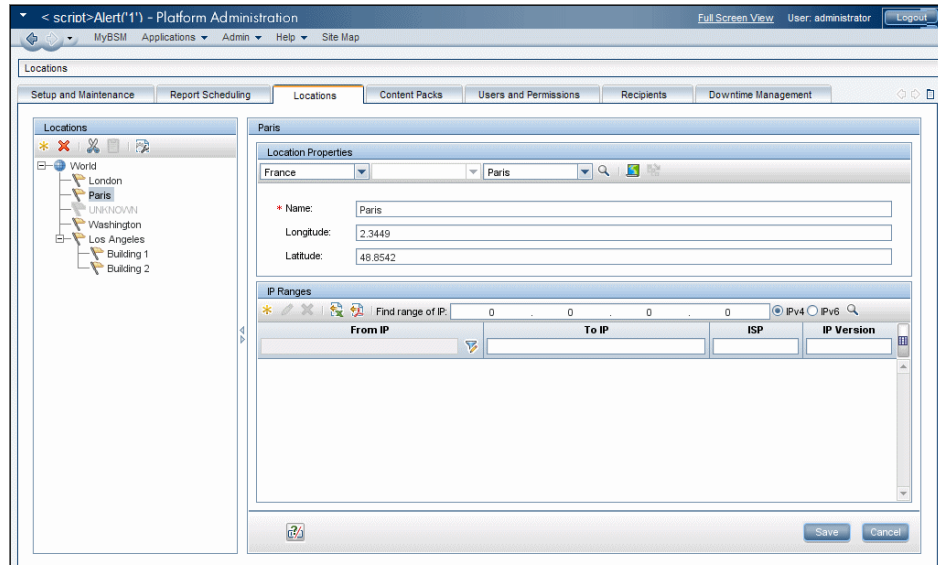 < script>Alert('1') - Platform Administration Full Screen View User: administrator Logout
MyBSM Applications Admin Help Site Map
Locations
Setup and Maintenance Report Scheduling Locations Content Packs Users and Permissions Recipients Downtime Management
Locations
World
London
Paris
UNKNOWN
Washington
Los Angeles
Building 1
Building 2
Paris
Location Properties
France Paris
* Name: Paris
Longitude: 2.3449
Latitude: 48.8542
IP Ranges
Find range of IP: 0 . 0 . 0 . 0 IPv4 IPv6
From IP To IP ISP IP Version
Save Cancel